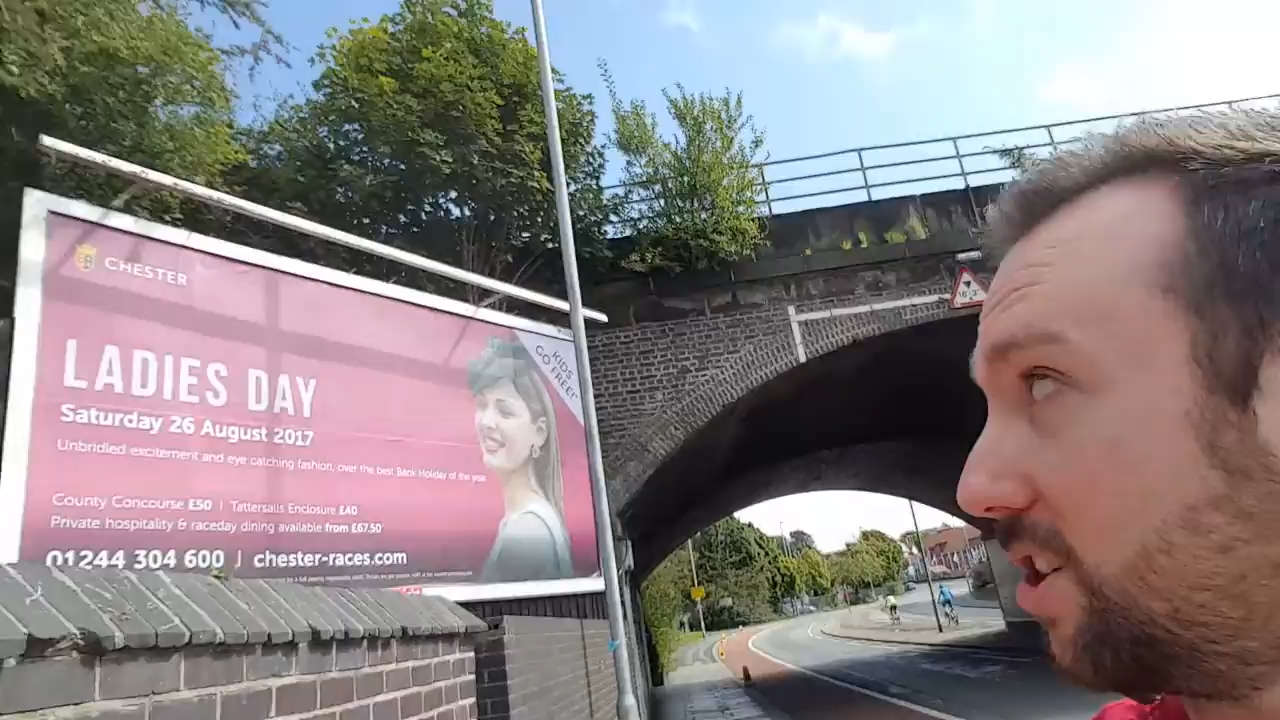 CHESTER
KIDS
GO FREE!*
LADIES DAY
Saturday 26 August 2017
Unbridled excitement and eye catching fashion, over the best Bank Holiday of the year
County Concourse £50 | Tattersalls Enclosure £40
Private hospitality & raceday dining available from £67.50*
01244 304 600 | chester-races.com
16'-3"